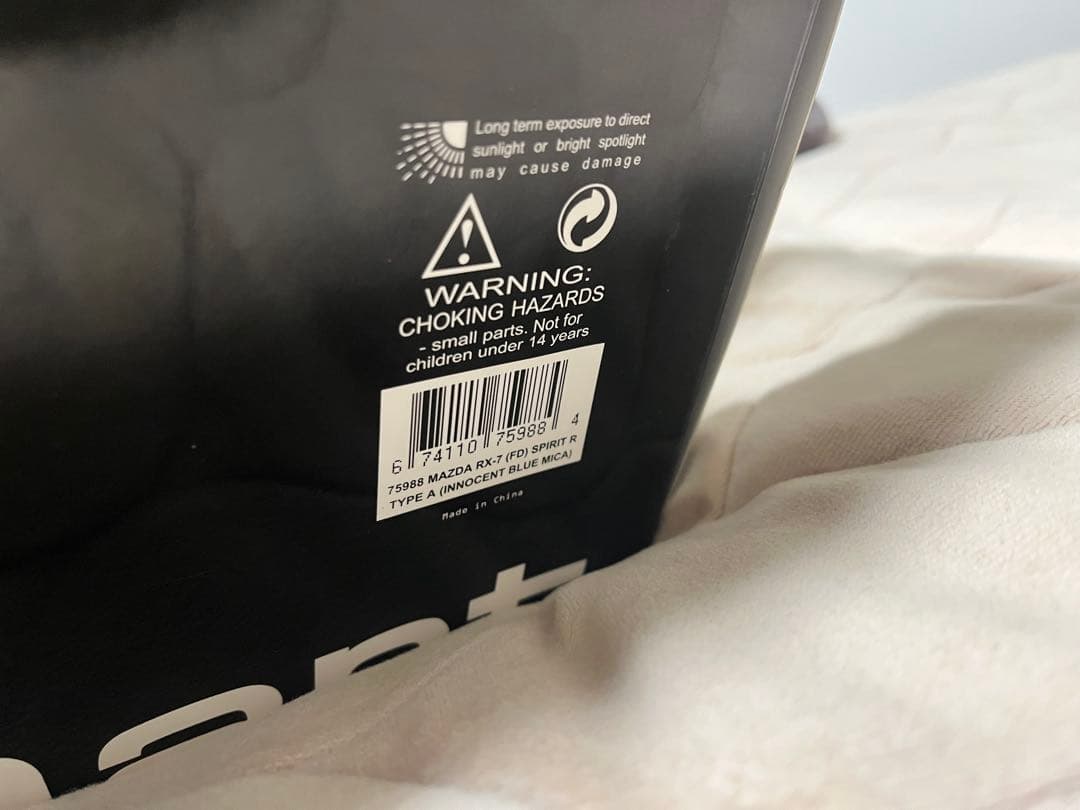 Long term exposure to direct
sunlight or bright spotlight
may cause damage
WARNING:
CHOKING HAZARDS
- small parts. Not for
children under 14 years
6 74110 75988 4
75988 MAZDA RX-7 (FD) SPIRIT R
TYPE A (INNOCENT BLUE MICA)
Made in China